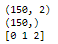 (150, 2)
(150,)
[0 1 2]